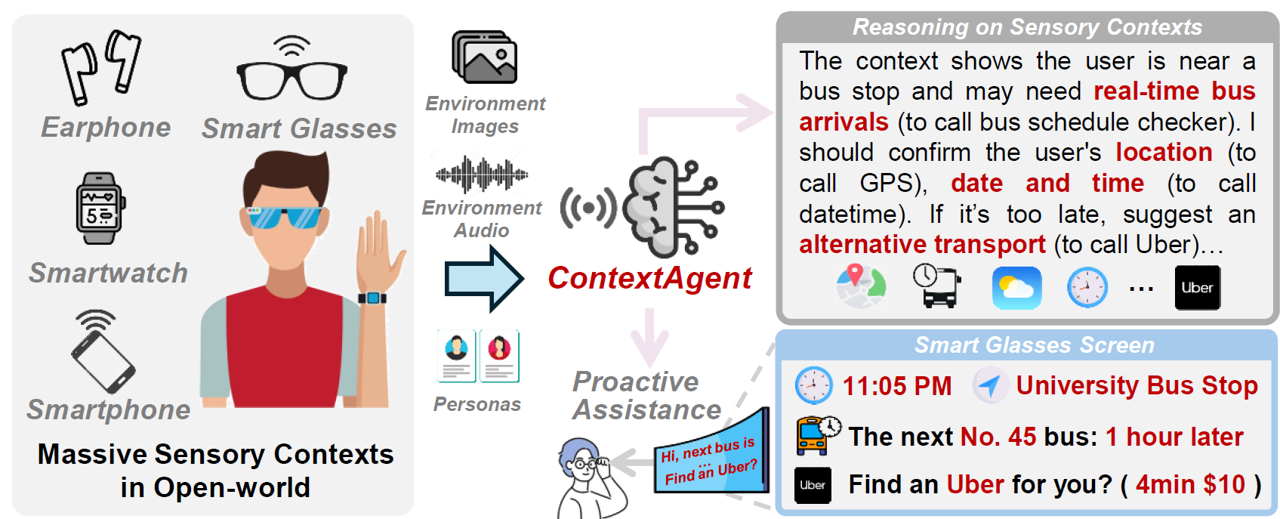 Earphone
Smart Glasses
Smartwatch
5
Smartphone
Massive Sensory Contexts
in Open-world
Environment
Images
Environment
Audio
Personas
ContextAgent
Proactive
Assistance
Hi, next bus is
...
Find an Uber?
Reasoning on Sensory Contexts
The context shows the user is near a
bus stop and may need real-time bus
arrivals (to call bus schedule checker). I
should confirm the user's location (to
call GPS), date and time (to call
datetime). If it's too late, suggest an
alternative transport (to call Uber)…
...
Uber
Smart Glasses Screen
11:05 PM
University Bus Stop
The next No. 45 bus: 1 hour later
Uber
Find an Uber for you? ( 4min $10 )